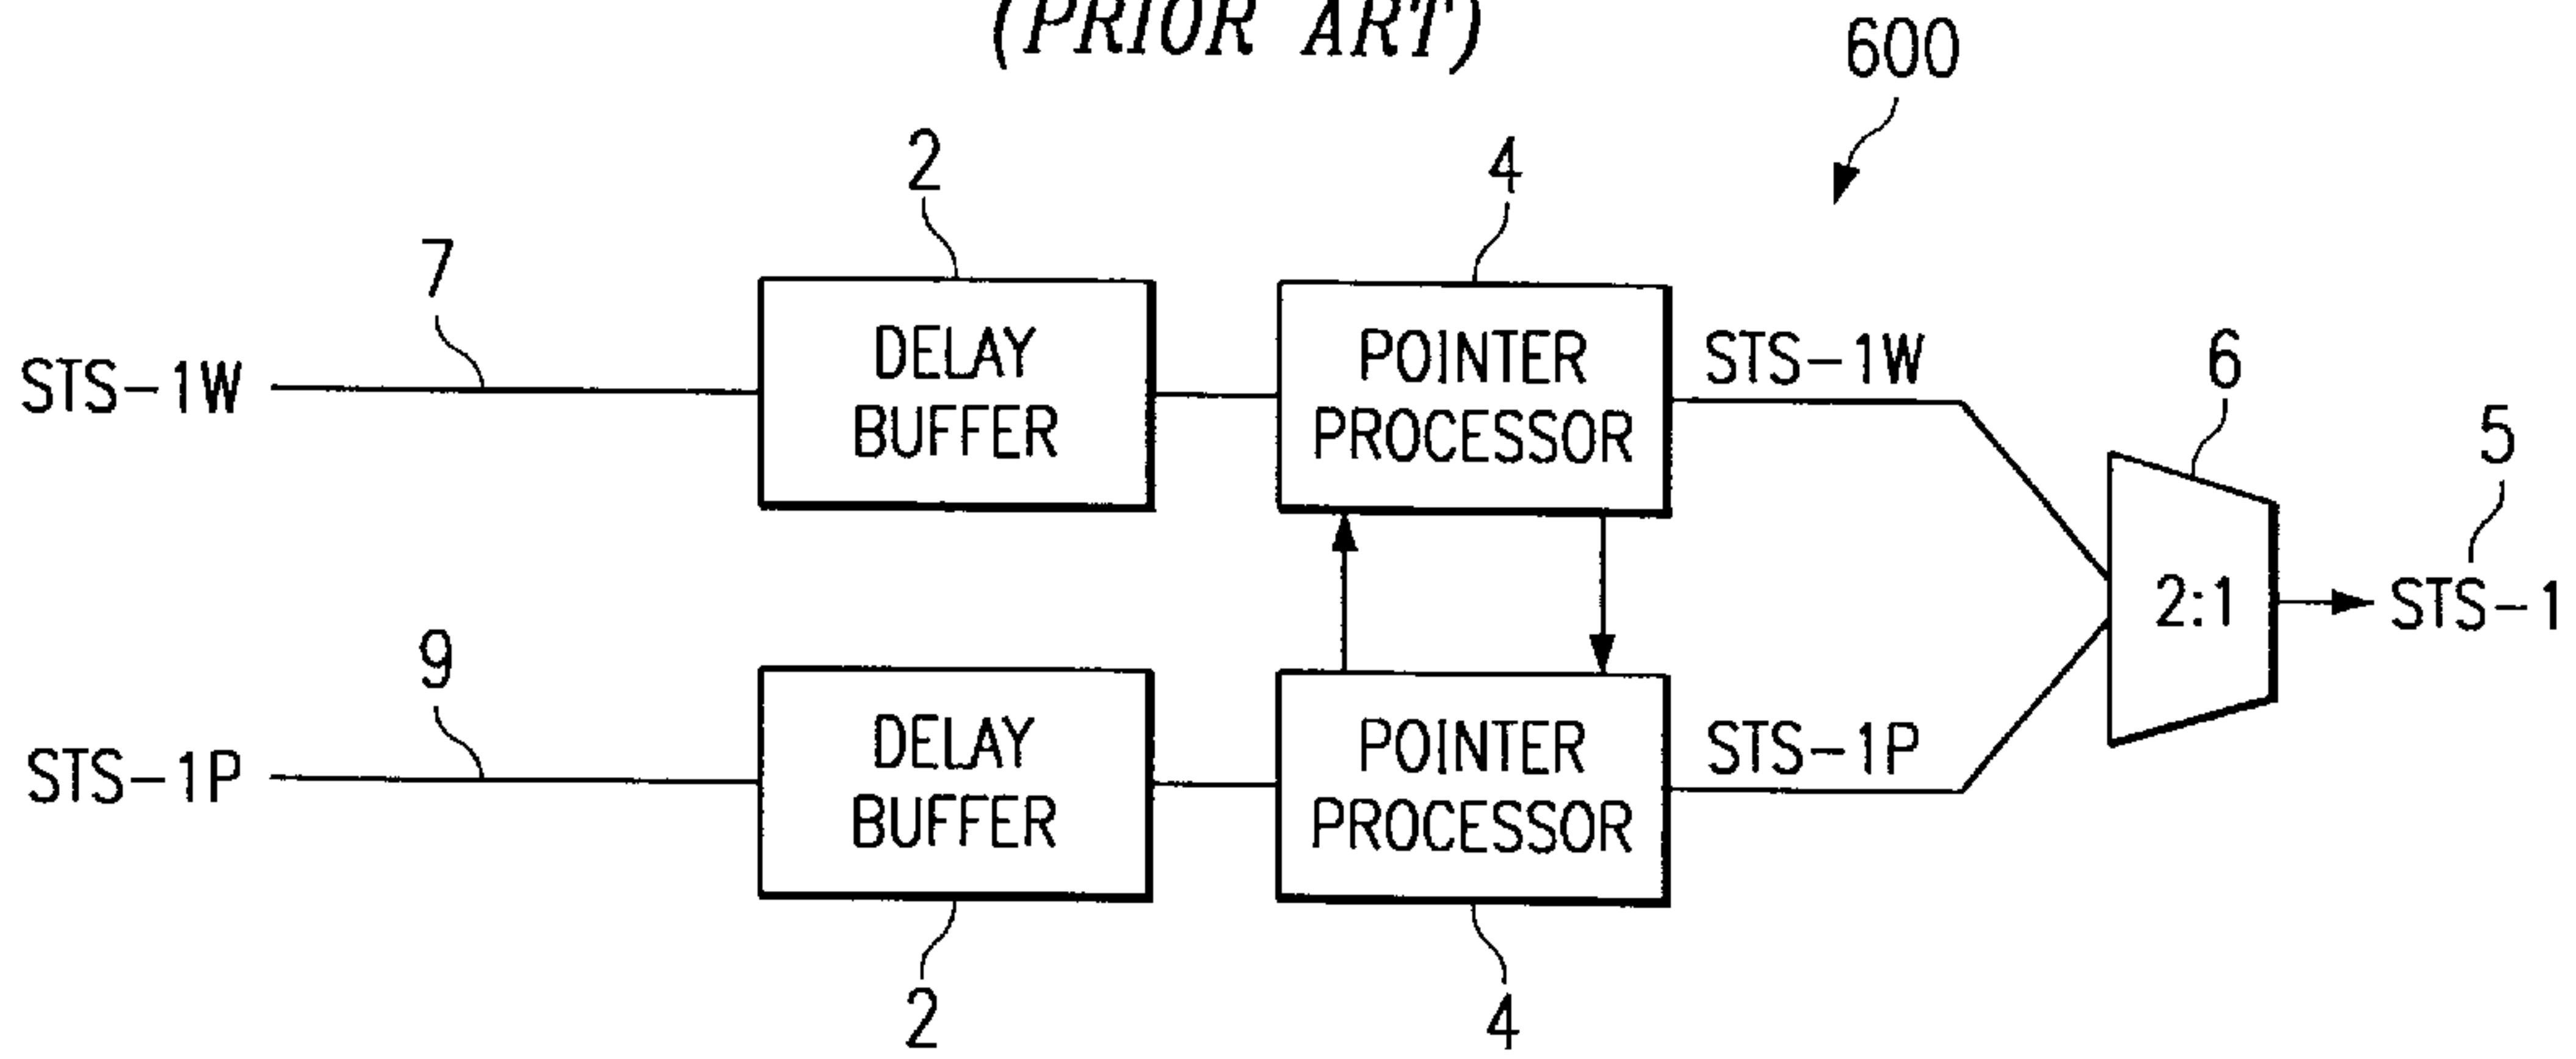 (PRIOR ART)
600
2
4
7
STS-1W
DELAY
BUFFER
POINTER
PROCESSOR
STS-1W
6
5
2:1
STS-1
9
STS-1P
DELAY
BUFFER
POINTER
PROCESSOR
STS-1P
2
4